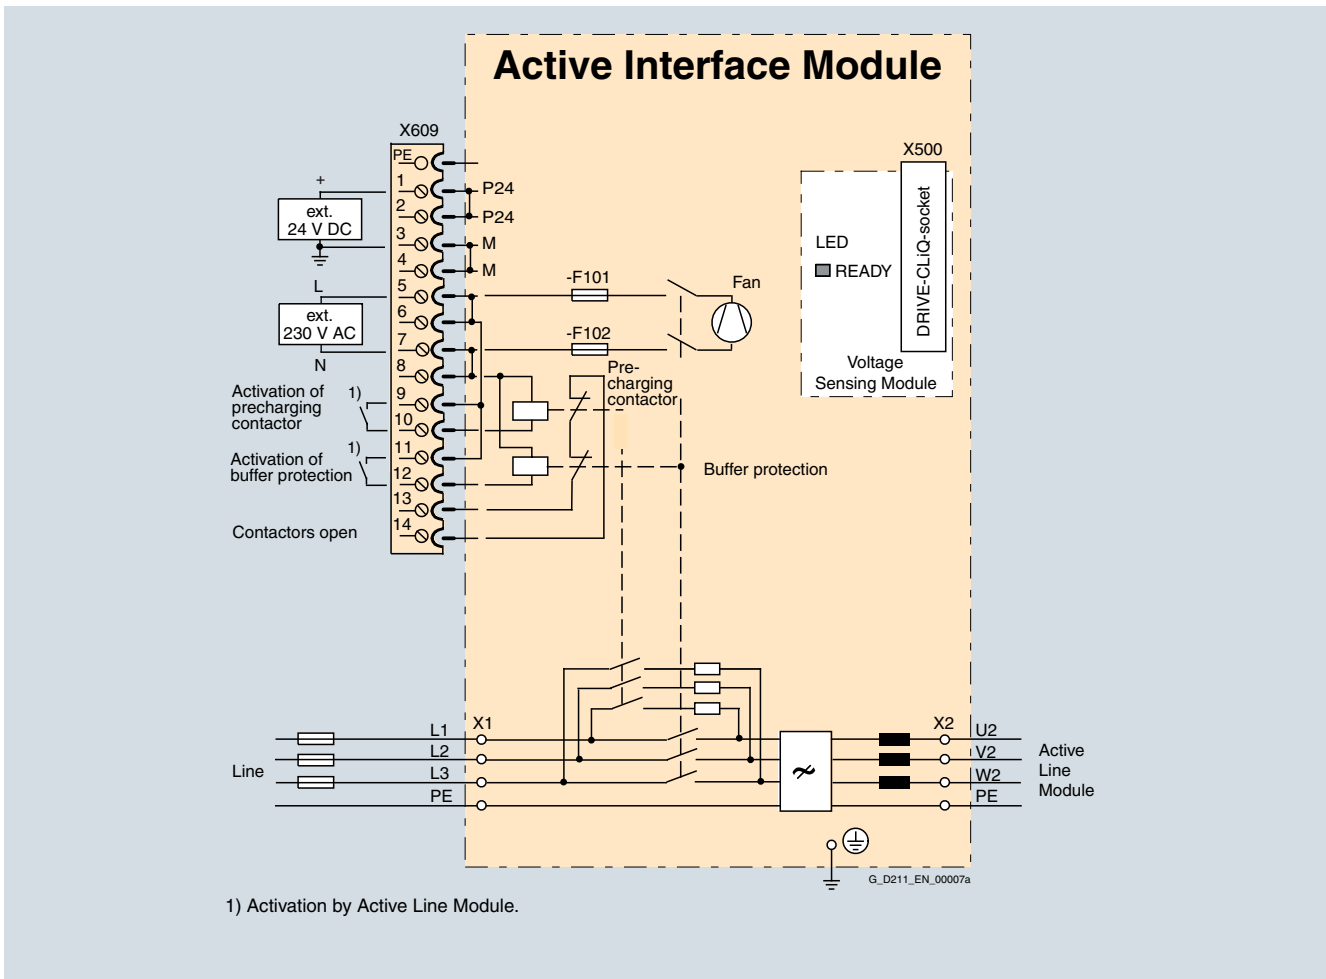 Active Interface Module
X609
PE
1
2
3
4
5
6
7
8
9
10
11
12
13
14
+
ext.
24 V DC
L
ext.
230 V AC
N
Activation of
precharging
contactor
1)
Activation of
buffer protection
1)
Contactors open
P24
P24
M
M
-F101
-F102
Fan
Pre-
charging
contactor
Buffer protection
X500
DRIVE-CLiQ-socket
LED
READY
Voltage
Sensing Module
Line
L1
L2
L3
PE
X1
X2
U2
V2
W2
PE
Active
Line
Module
G_D211_EN_00007a
1) Activation by Active Line Module.